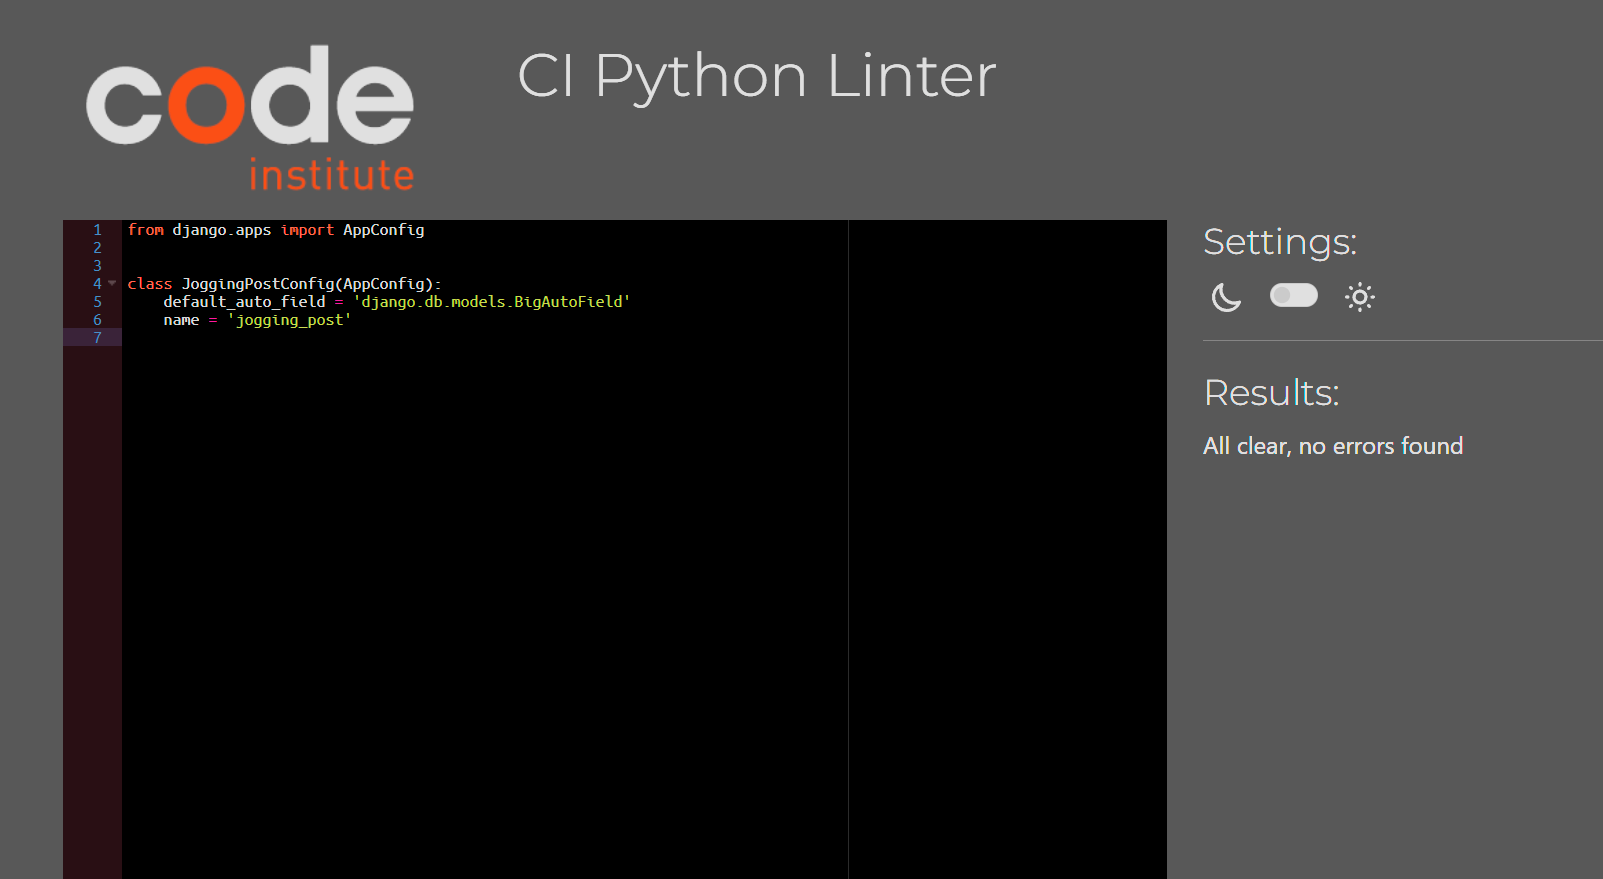 code
institute
CI Python Linter
1 from django.apps import AppConfig
2
3
4 class JoggingPostConfig(AppConfig):
5     default_auto_field = 'django.db.models.BigAutoField'
6     name = 'jogging_post'
7
Settings:
Results:
All clear, no errors found